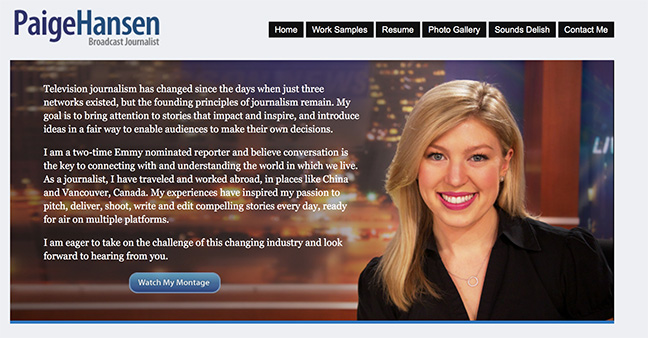 PaigeHansen
Broadcast Journalist
Home
Work Samples
Resume
Photo Gallery
Sounds Delish
Contact Me
Television journalism has changed since the days when just three
networks existed, but the founding principles of journalism remain. My
goal is to bring attention to stories that impact and inspire, and introduce
ideas in a fair way to enable audiences to make their own decisions.
I am a two-time Emmy nominated reporter and believe conversation is
the key to connecting with and understanding the world in which we live.
As a journalist, I have traveled and worked abroad, in places like China
and Vancouver, Canada. My experiences have inspired my passion to
pitch, deliver, shoot, write and edit compelling stories every day, ready
for air on multiple platforms.
I am eager to take on the challenge of this changing industry and look
forward to hearing from you.
Watch My Montage